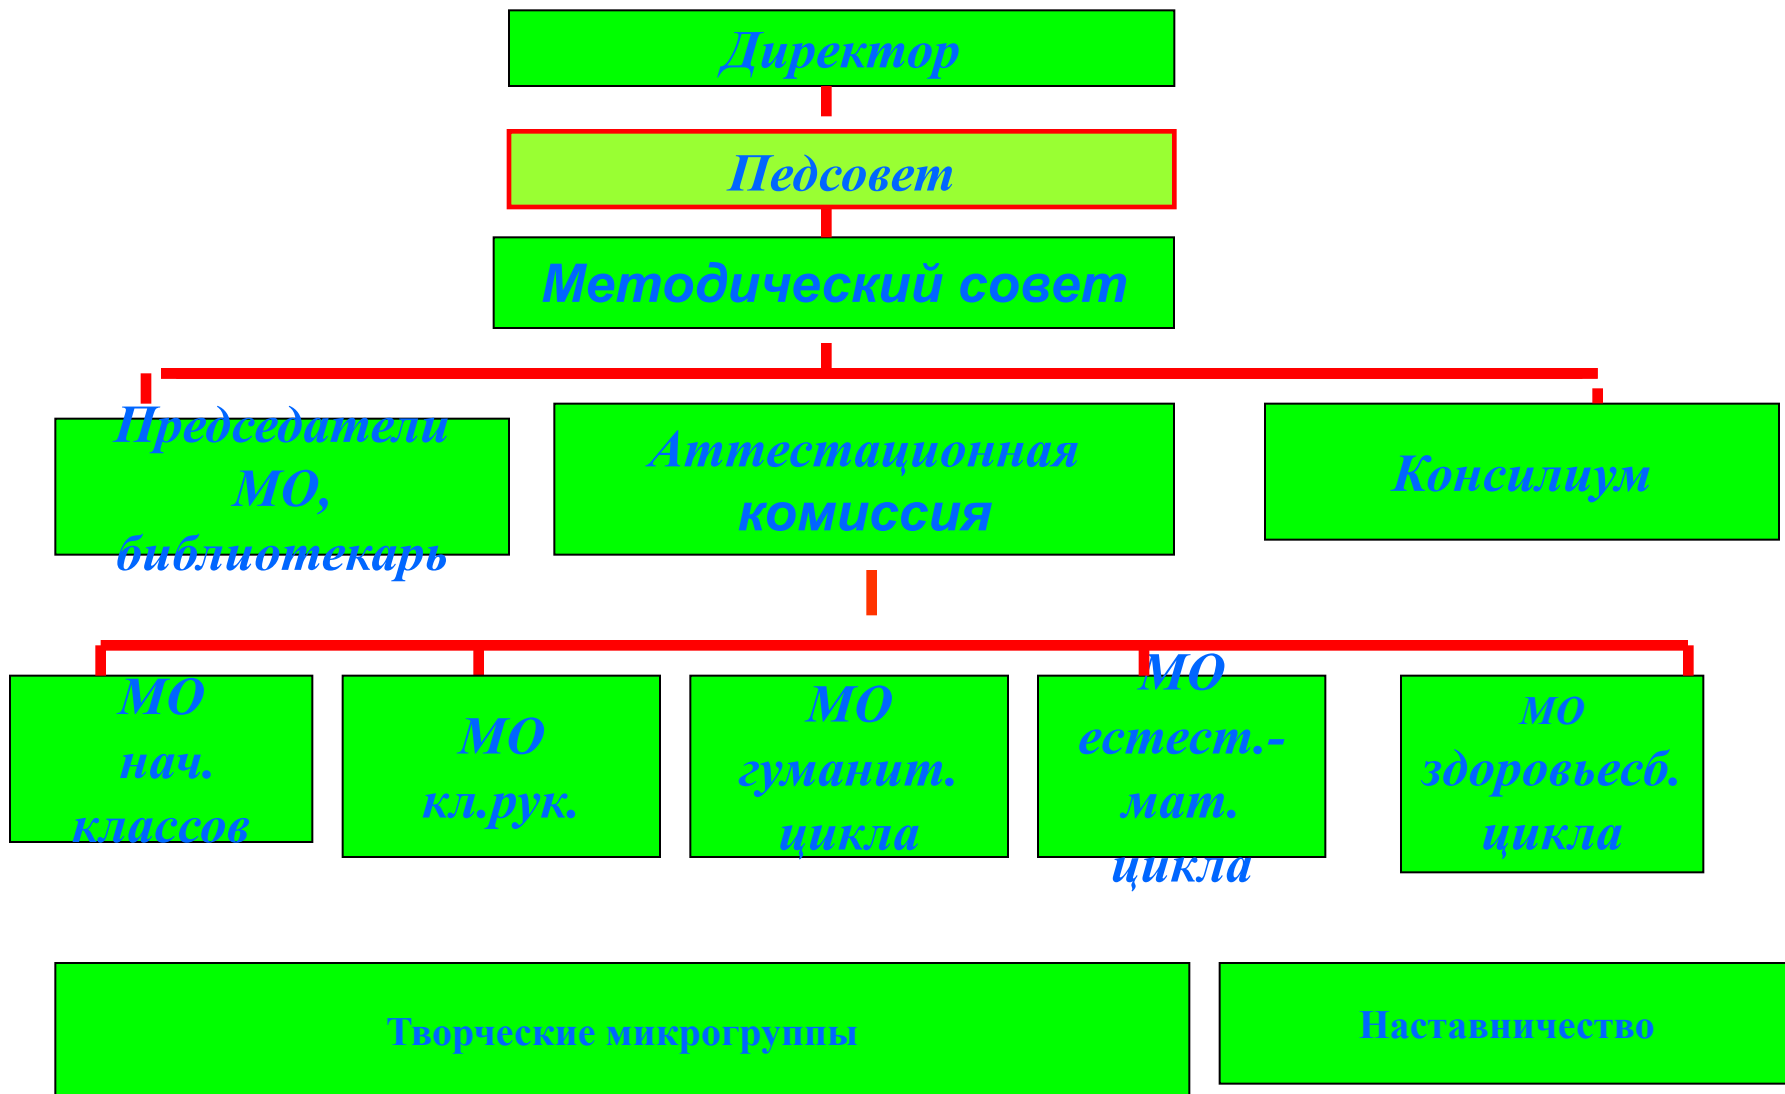 Директор
Педсовет
Методический совет
Председатели
МО,
библиотекарь
Аттестационная
комиссия
Консилиум
МО
нач.
классов
МО
кл.рук.
МО
гуманит.
цикла
МО
естест.-
мат.
цикла
МО
здоровьесб.
цикла
Творческие микрогруппы
Наставничество